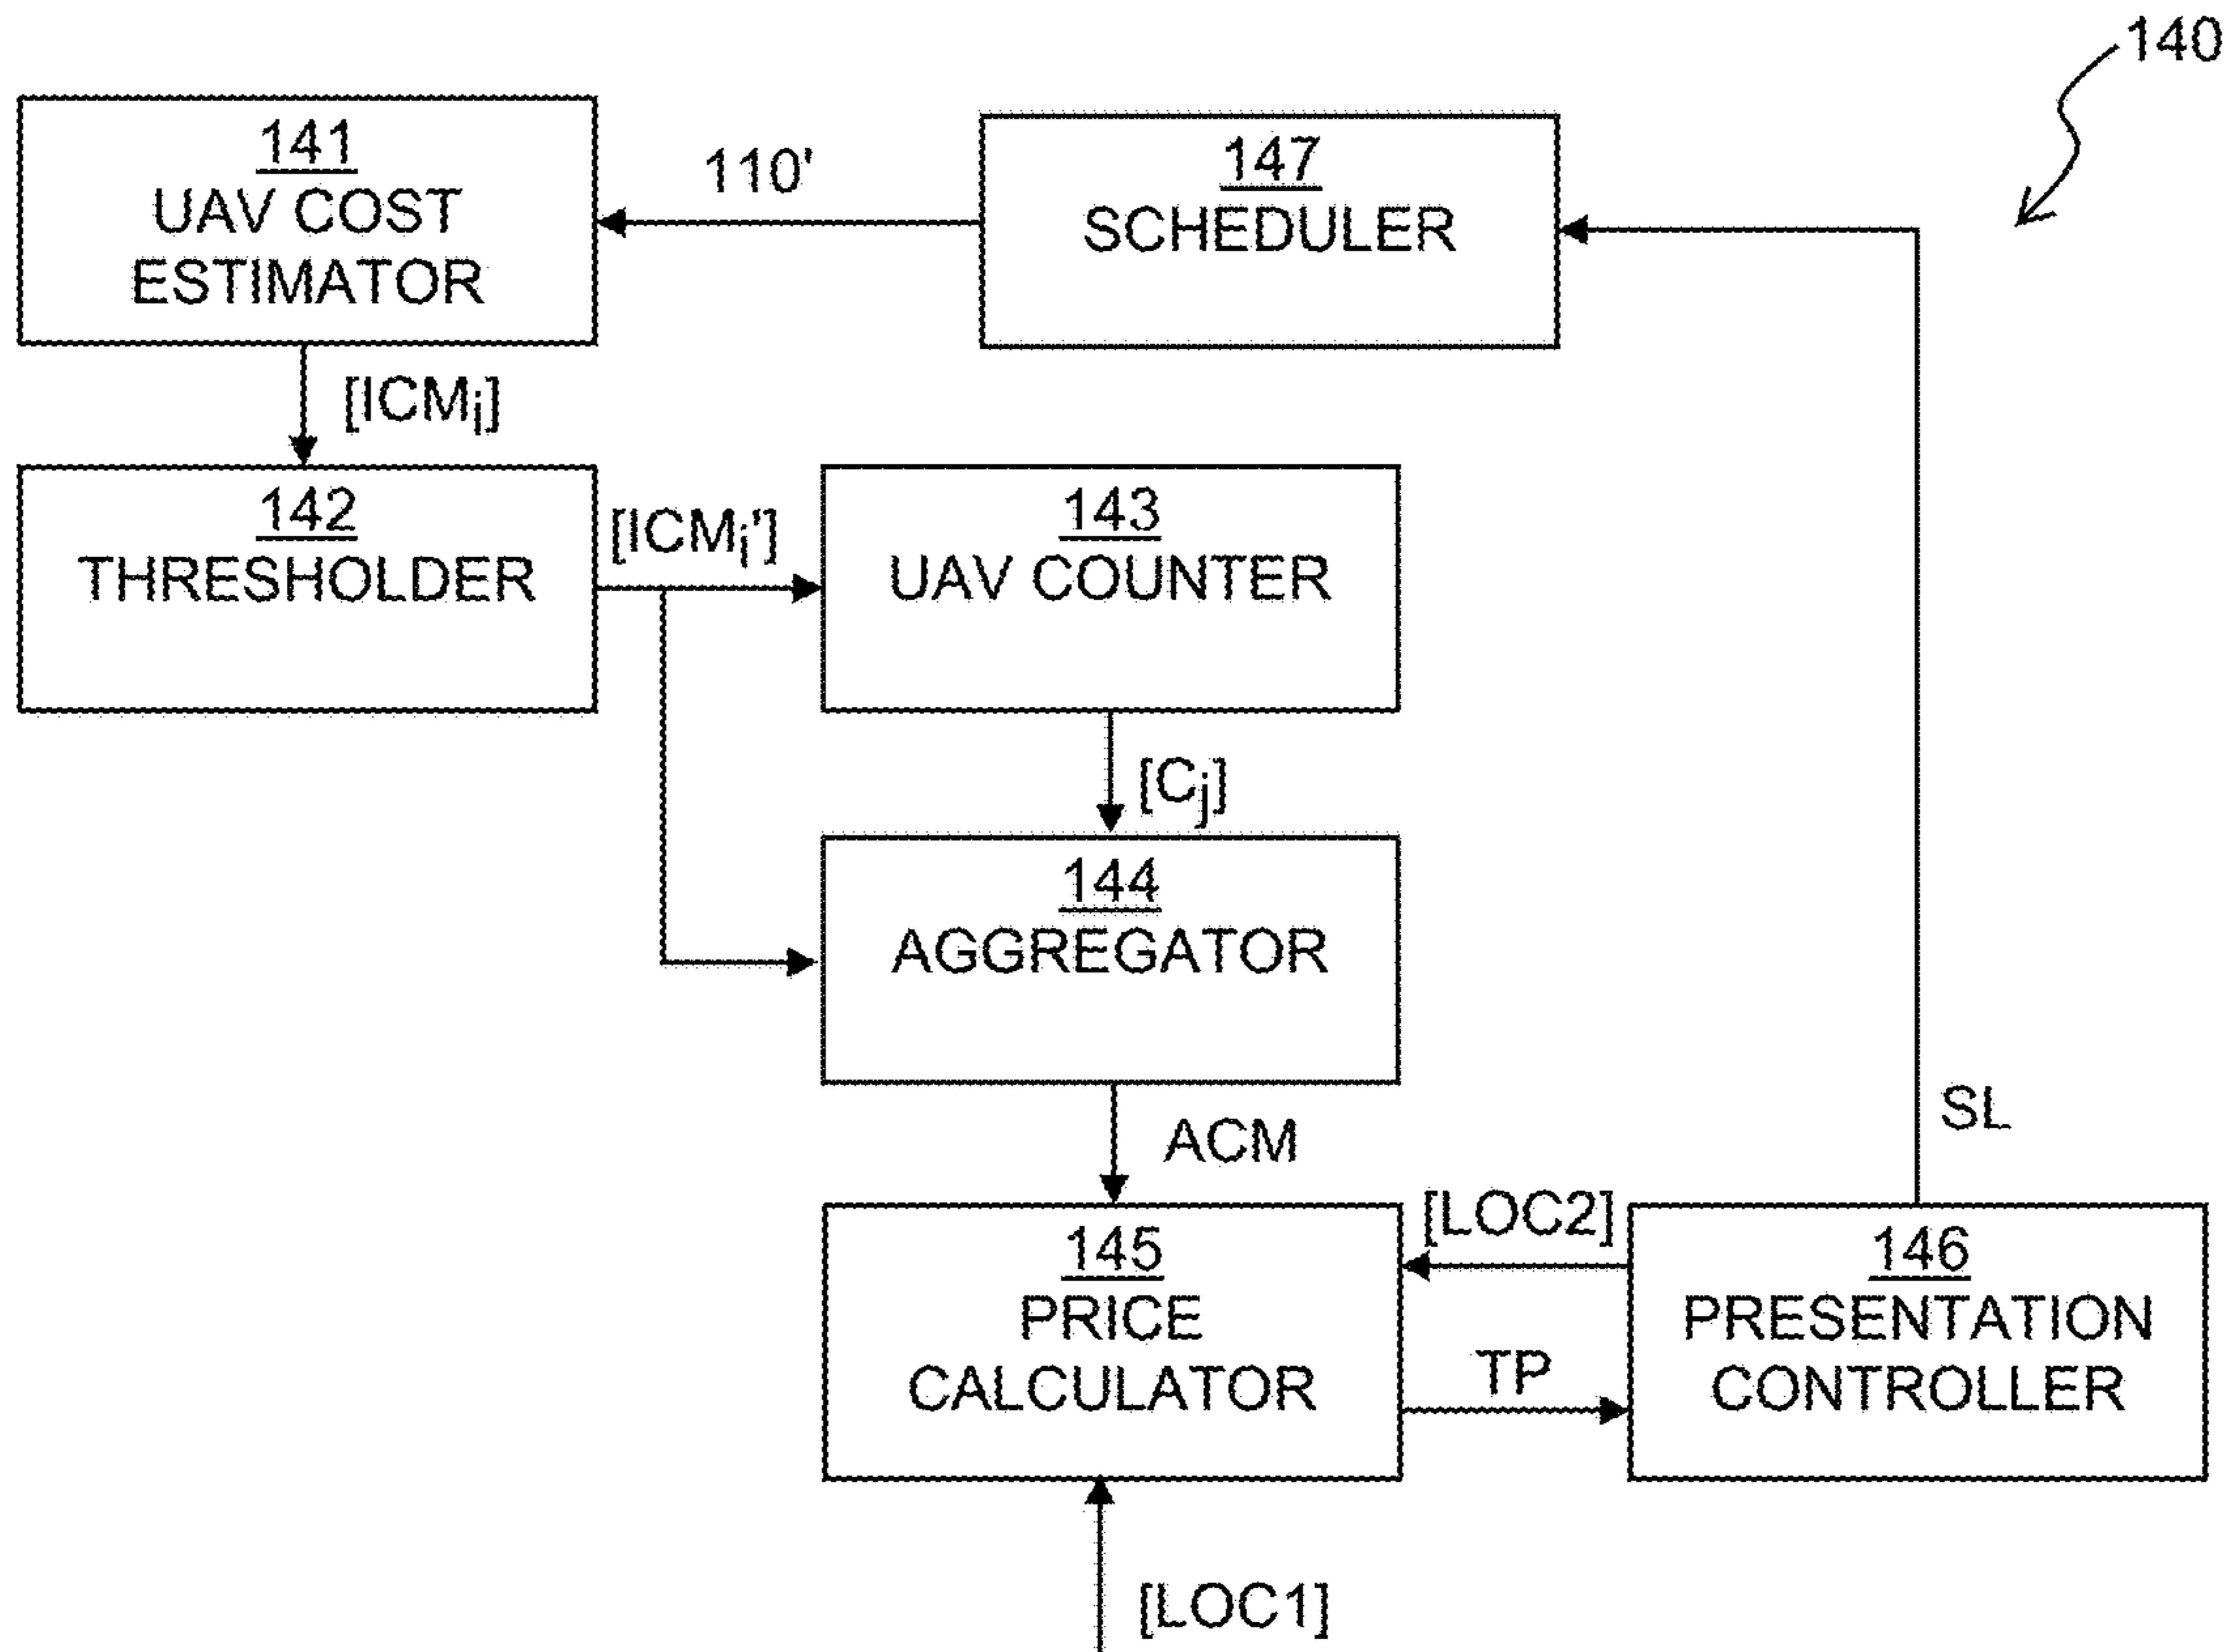 140
141
UAV COST
ESTIMATOR
110'
147
SCHEDULER
[ICMi]
142
THRESHOLDER
[ICMi']
143
UAV COUNTER
[Cj]
144
AGGREGATOR
ACM
SL
145
PRICE
CALCULATOR
[LOC2]
TP
146
PRESENTATION
CONTROLLER
[LOC1]